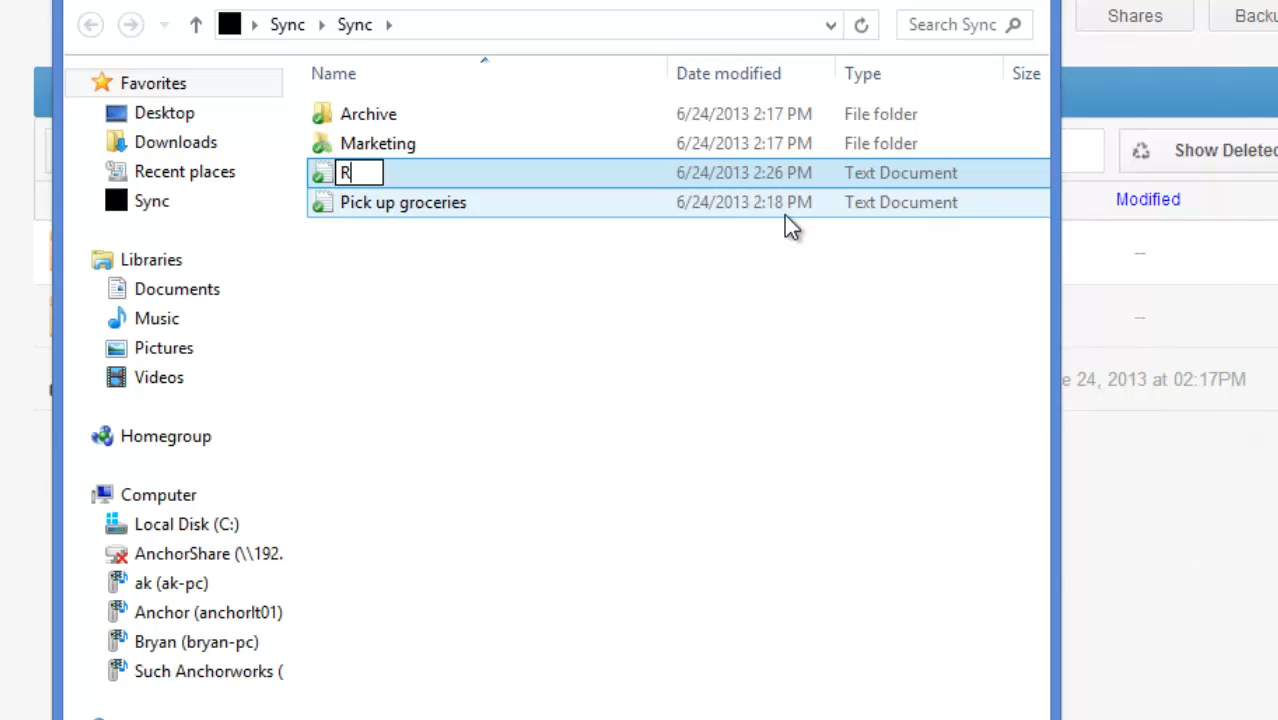 Sync Sync Search Sync Shares Backu
Name Date modified Type Size
Favorites
Desktop Archive 6/24/2013 2:17 PM File folder
Downloads Marketing 6/24/2013 2:17 PM File folder Show Deleted
Recent places R 6/24/2013 2:26 PM Text Document
Sync Pick up groceries 6/24/2013 2:18 PM Text Document Modified
--
Libraries
Documents
Music --
Pictures
Videos e 24, 2013 at 02:17PM
Homegroup
Computer
Local Disk (C:)
AnchorShare (\\192.
ak (ak-pc)
Anchor (anchorlt01)
Bryan (bryan-pc)
Such Anchorworks (